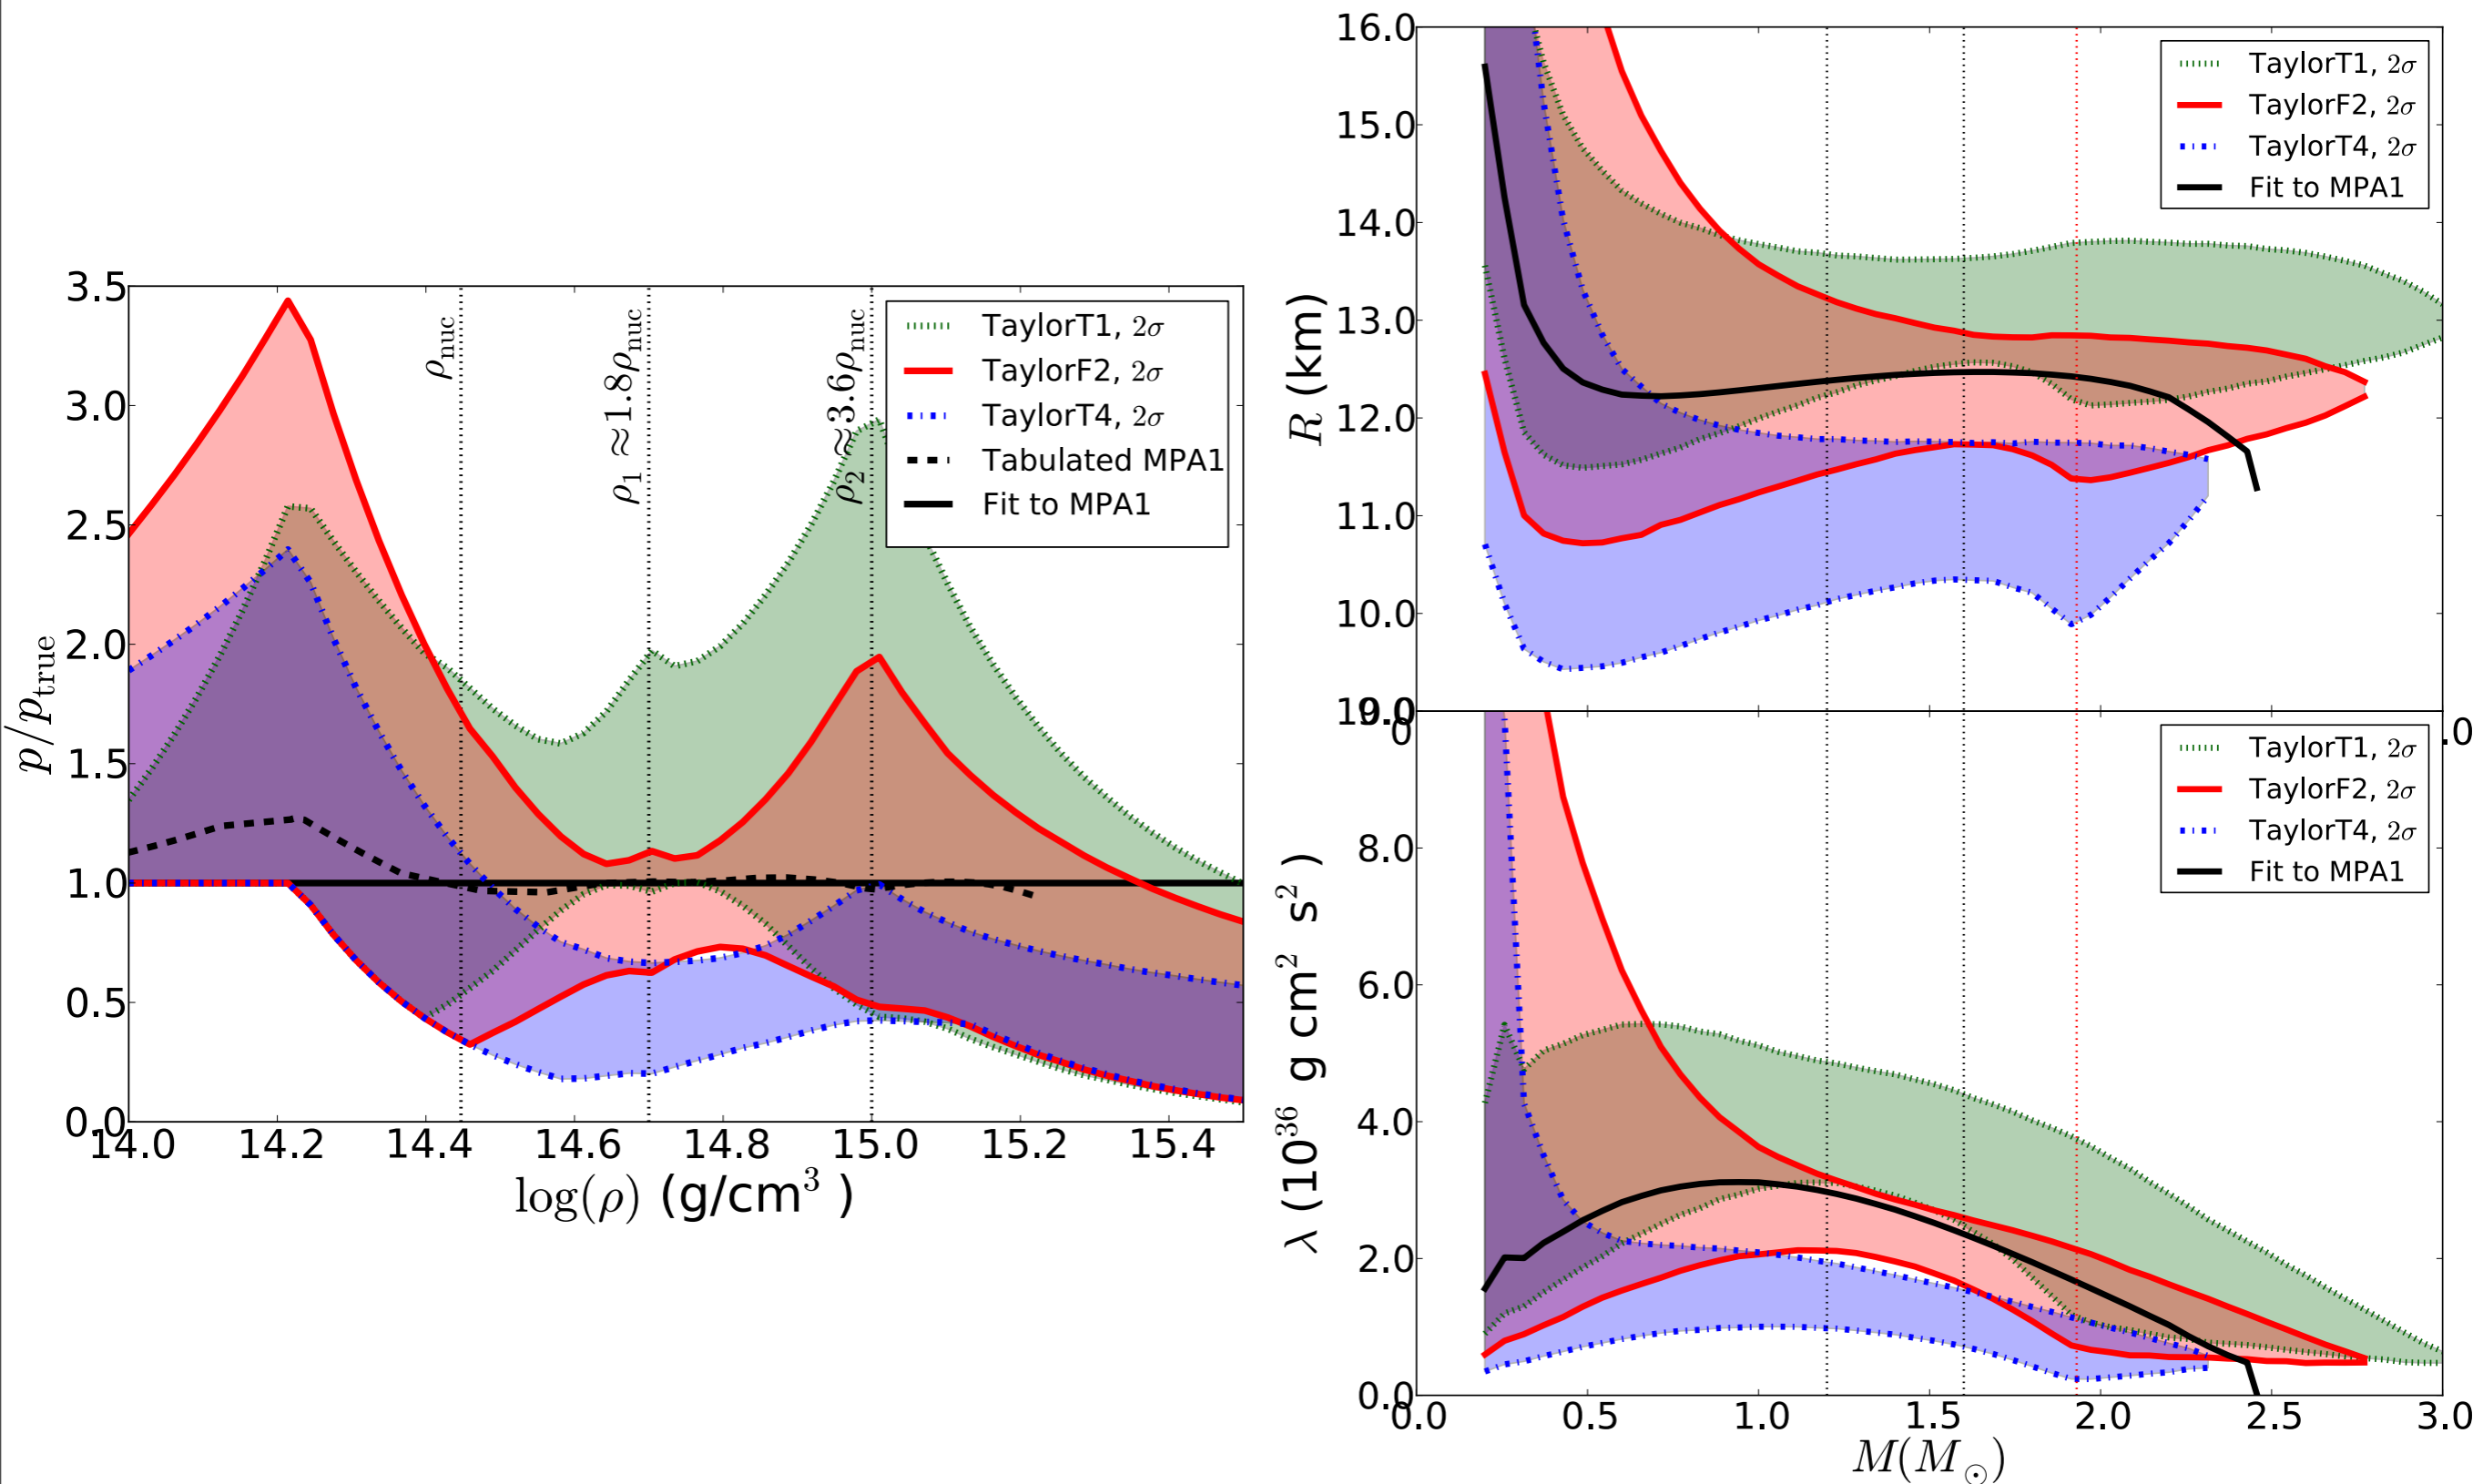 3.5
3.0
2.5
2.0
1.5
1.0
0.5
0.0
p/p_true
14.0 14.2 14.4 14.6 14.8 15.0 15.2 15.4
log(ρ) (g/cm³ )
ρ_nuc
ρ₁ ≈1.8ρ_nuc
ρ₂ ≈3.6ρ_nuc
TaylorT1, 2σ
TaylorF2, 2σ
TaylorT4, 2σ
Tabulated MPA1
Fit to MPA1
16.0
15.0
14.0
13.0
12.0
11.0
10.0
9.0
R (km)
TaylorT1, 2σ
TaylorF2, 2σ
TaylorT4, 2σ
Fit to MPA1
.0
8.0
6.0
4.0
2.0
0.0
λ (10³⁶ g cm² s²)
TaylorT1, 2σ
TaylorF2, 2σ
TaylorT4, 2σ
Fit to MPA1
0.0 0.5 1.0 1.5 2.0 2.5 3.0
M(M_⊙)